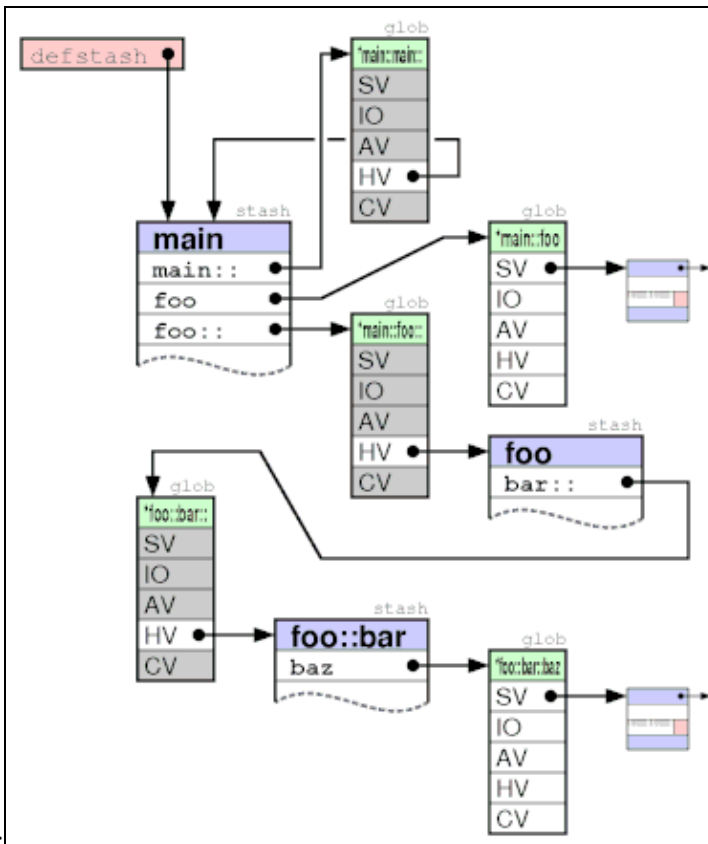 glob
defstash
*main::main::
SV
IO
AV
HV
CV
stash
main
main::
foo
foo::
glob
*main::foo
SV
IO
AV
HV
CV
glob
*main::foo::
SV
IO
AV
HV
CV
stash
foo
bar::
glob
*foo::bar::
SV
IO
AV
HV
CV
stash
foo::bar
baz
glob
*foo::bar::baz
SV
IO
AV
HV
CV